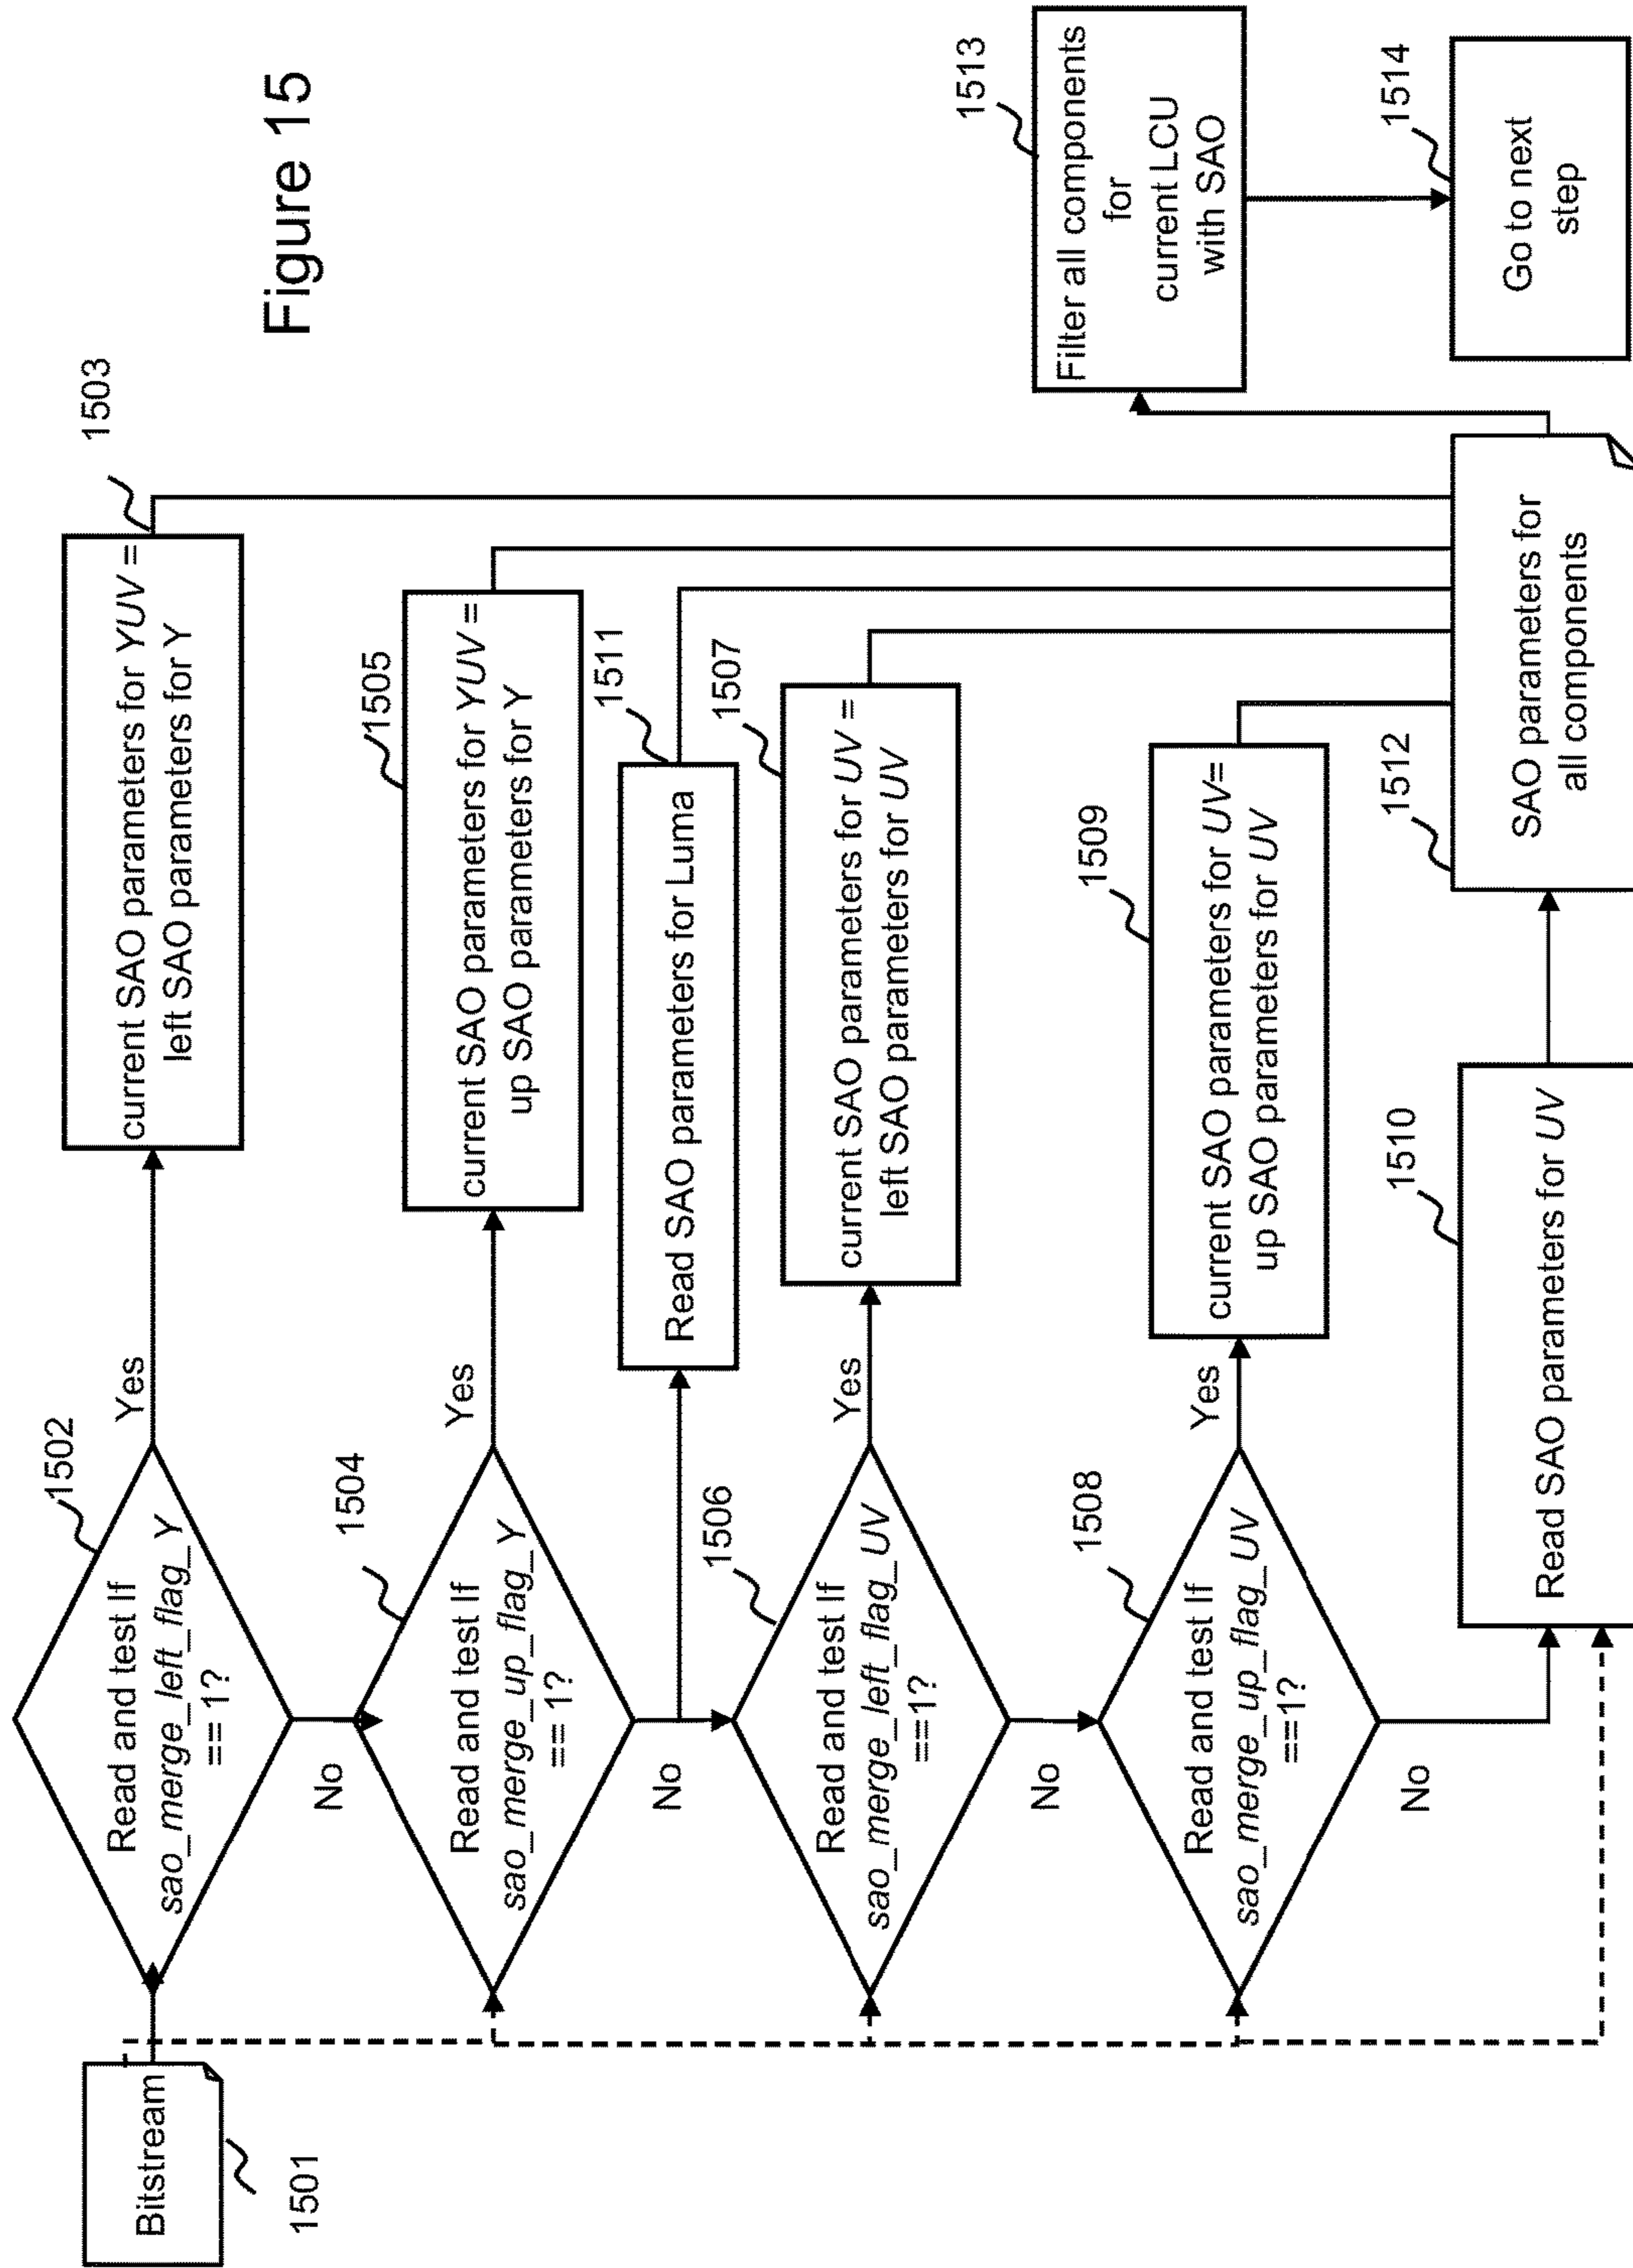 Figure 15
Bitstream
1501
Read and test If
sao_merge_left_flag_Y
== 1?
1502
Yes
No
current SAO parameters for YUV =
left SAO parameters for Y
1503
Read and test If
sao_merge_up_flag_Y
== 1?
1504
Yes
No
current SAO parameters for YUV =
up SAO parameters for Y
1505
Read SAO parameters for Luma
1511
Read and test If
sao_merge_left_flag_UV
==1?
1506
Yes
No
current SAO parameters for UV =
left SAO parameters for UV
1507
Read and test If
sao_merge_up_flag_UV
==1?
1508
Yes
No
current SAO parameters for UV=
up SAO parameters for UV
1509
Read SAO parameters for UV
1510
SAO parameters for
all components
1512
Filter all components
for
current LCU
with SAO
1513
Go to next
step
1514